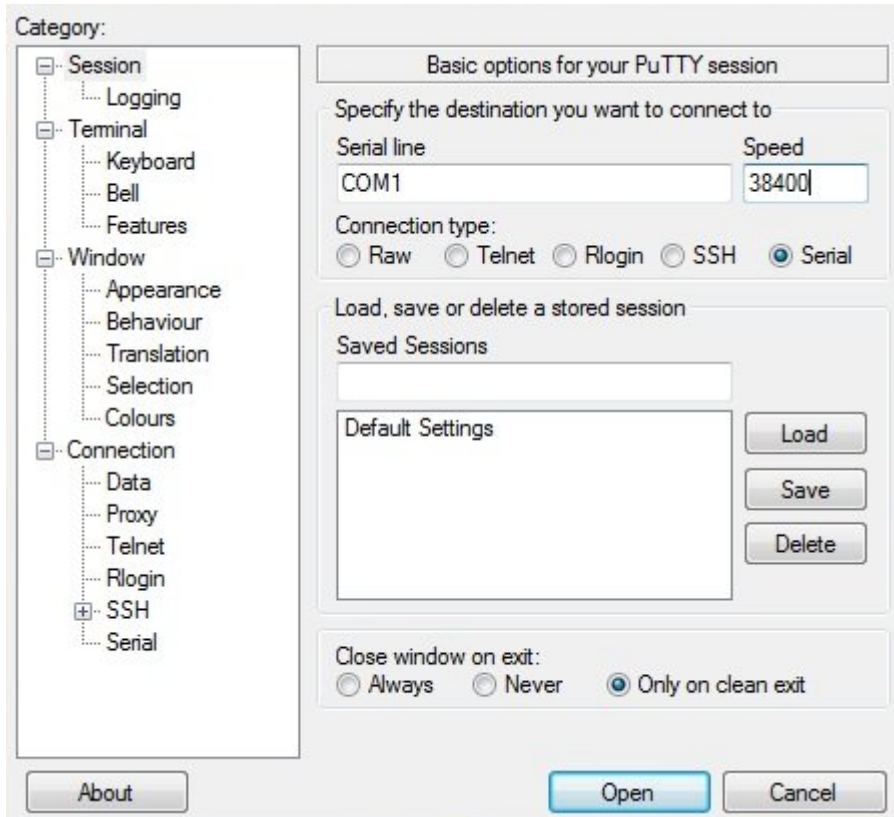 Category:
Session
Logging
Terminal
Keyboard
Bell
Features
Window
Appearance
Behaviour
Translation
Selection
Colours
Connection
Data
Proxy
Telnet
Rlogin
SSH
Serial
Basic options for your PuTTY session
Specify the destination you want to connect to
Serial line Speed
COM1 38400
Connection type:
Raw Telnet Rlogin SSH Serial
Load, save or delete a stored session
Saved Sessions
Default Settings
Load
Save
Delete
Close window on exit:
Always Never Only on clean exit
About Open Cancel